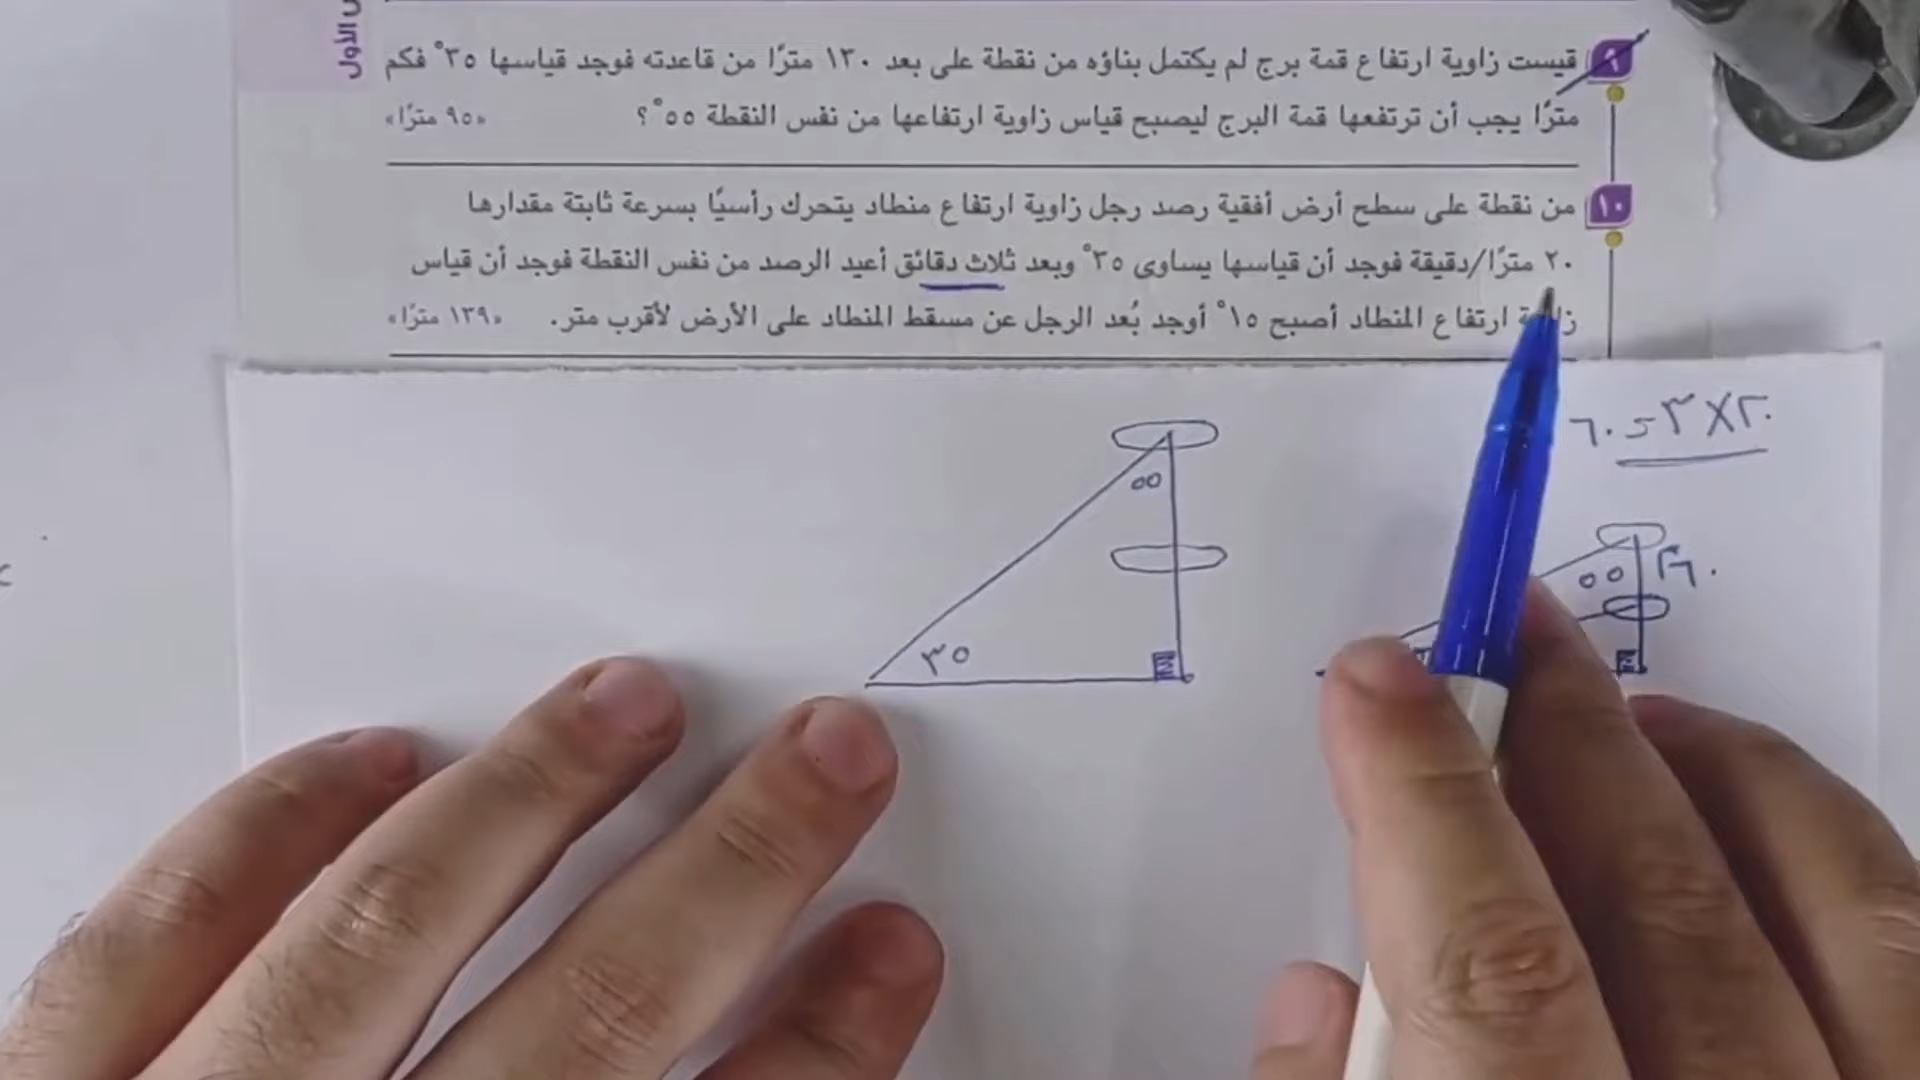 ى الأول
٩ قيست زاوية ارتفاع قمة برج لم يكتمل بناؤه من نقطة على بعد ١٣٠ مترًا من قاعدته فوجد قياسها ٣٥° فكم
مترًا يجب أن ترتفعها قمة البرج ليصبح قياس زاوية ارتفاعها من نفس النقطة ٥٥°؟ «٩٥ مترًا»
١٠ من نقطة على سطح أرض أفقية رصد رجل زاوية ارتفاع منطاد يتحرك رأسيًا بسرعة ثابتة مقدارها
٢٠ مترًا/دقيقة فوجد أن قياسها يساوى ٣٥° وبعد ثلاث دقائق أعيد الرصد من نفس النقطة فوجد أن قياس
ارتفاع المنطاد أصبح ١٥° أوجد بُعد الرجل عن مسقط المنطاد على الأرض لأقرب متر. «١٣٩ مترًا»
٢٠ × ٣ = ٦٠
٥٥
٣٥
٥٥
٦٠